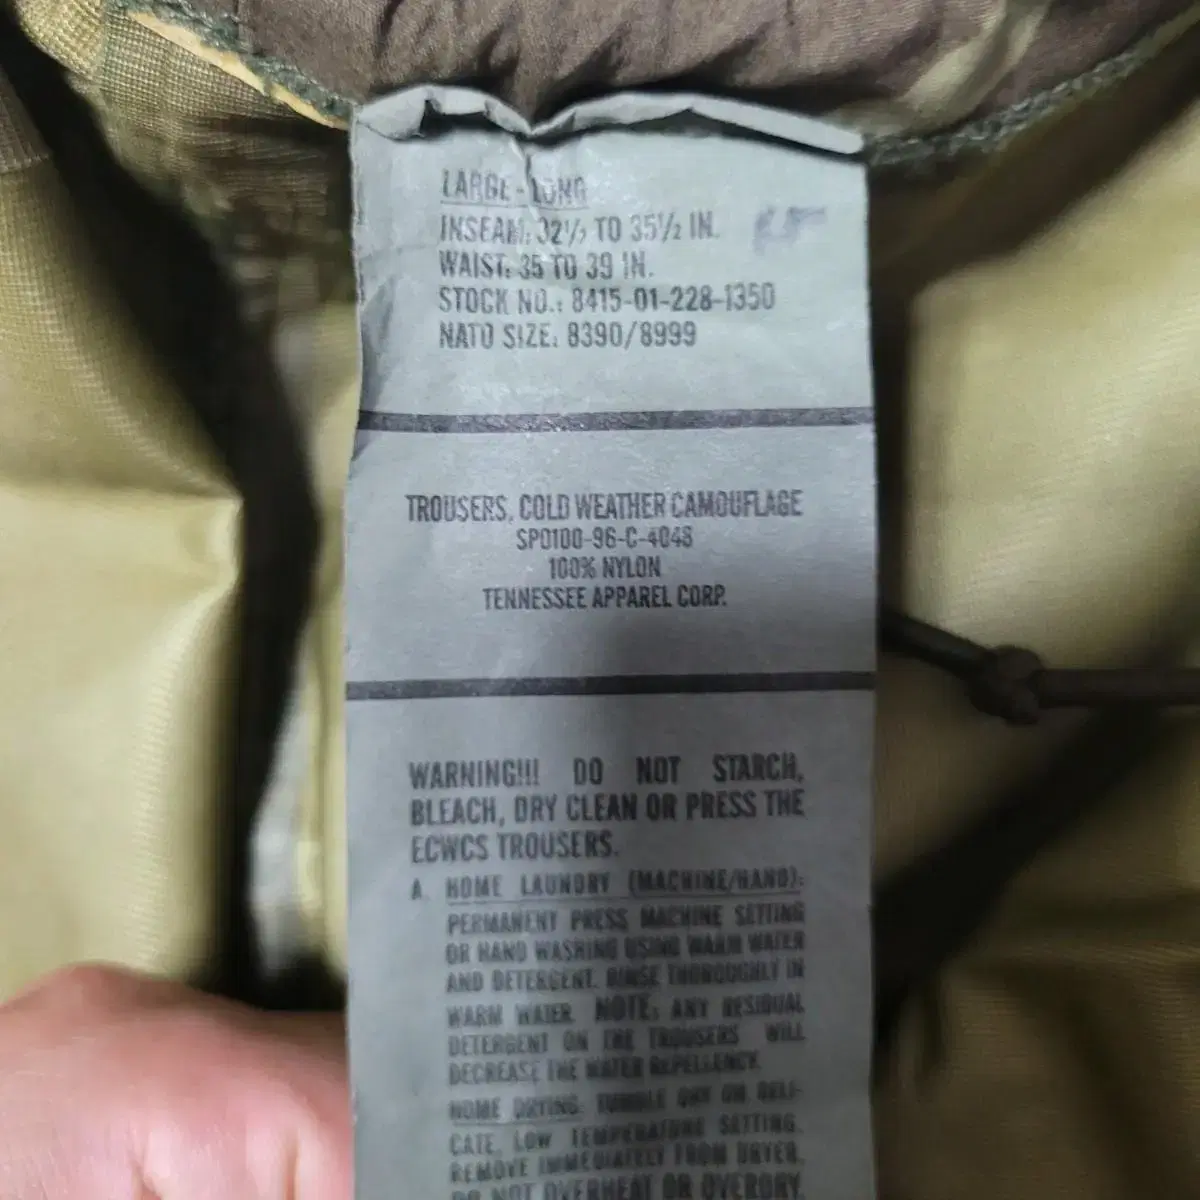 LARGE - LONG
INSEAM: 32½ TO 35½ IN.
WAIST: 35 TO 39 IN.
STOCK NO.: 8415-01-228-1350
NATO SIZE: 8390/8999
TROUSERS, COLD WEATHER CAMOUFLAGE
SP0100-96-C-4048
100% NYLON
TENNESSEE APPAREL CORP.
WARNING!!! DO NOT STARCH,
BLEACH, DRY CLEAN OR PRESS THE
ECWCS TROUSERS.
A. HOME LAUNDRY (MACHINE/HAND):
PERMANENT PRESS MACHINE SETTING
OR HAND WASHING USING WARM WATER
AND DETERGENT. RINSE THOROUGHLY IN
WARM WATER. NOTE: ANY RESIDUAL
DETERGENT ON THE TROUSERS WILL
DECREASE THE WATER REPELLENCY.
HOME DRYING: TUMBLE DRY ON DELI-
CATE, LOW TEMPERATURE SETTING.
REMOVE IMMEDIATELY FROM DRYER.
DO NOT OVERHEAT OR OVERDRY.